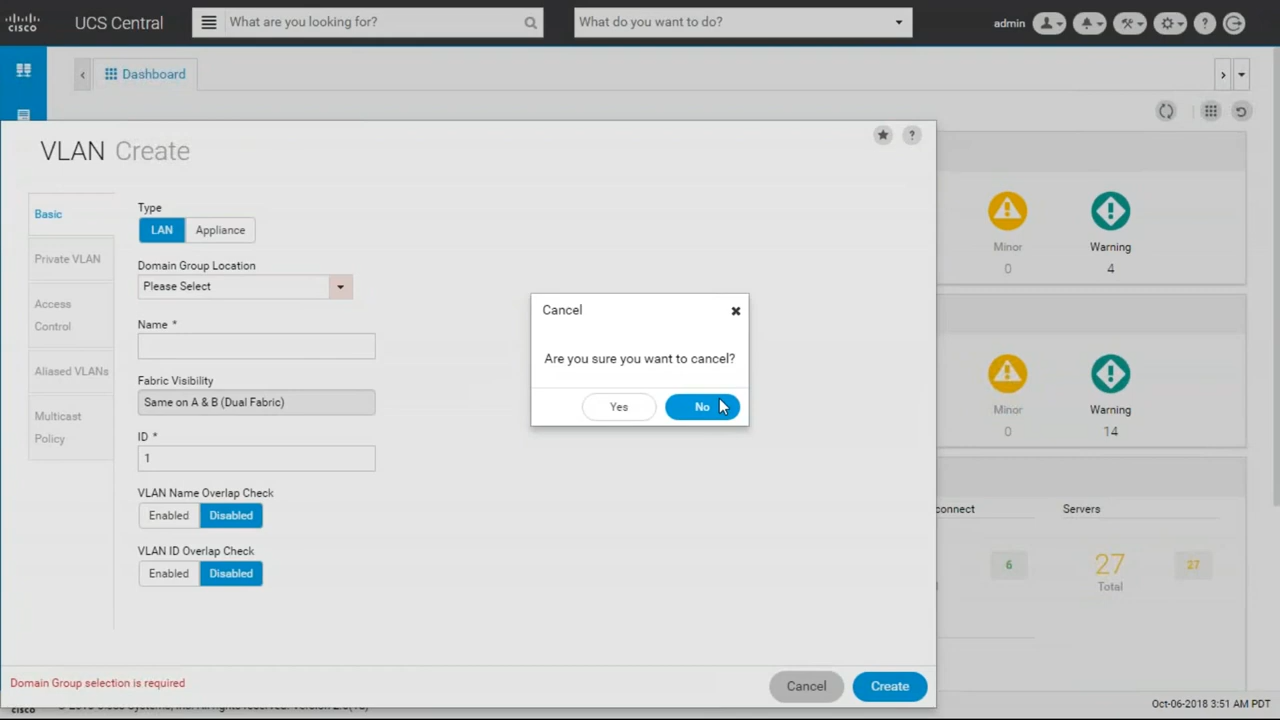 cisco
UCS Central
What are you looking for?
What do you want to do?
admin
Dashboard
VLAN Create
Basic
Private VLAN
Access
Control
Aliased VLANs
Multicast
Policy
Type
LAN
Appliance
Domain Group Location
Please Select
Name *
Fabric Visibility
Same on A & B (Dual Fabric)
ID *
1
VLAN Name Overlap Check
Enabled
Disabled
VLAN ID Overlap Check
Enabled
Disabled
Domain Group selection is required
Cancel
Create
Cancel
Are you sure you want to cancel?
Yes
No
Minor
0
Warning
4
Minor
0
Warning
14
connect
Servers
6
27
Total
27
cisco
Oct-06-2018 3:51 AM PDT